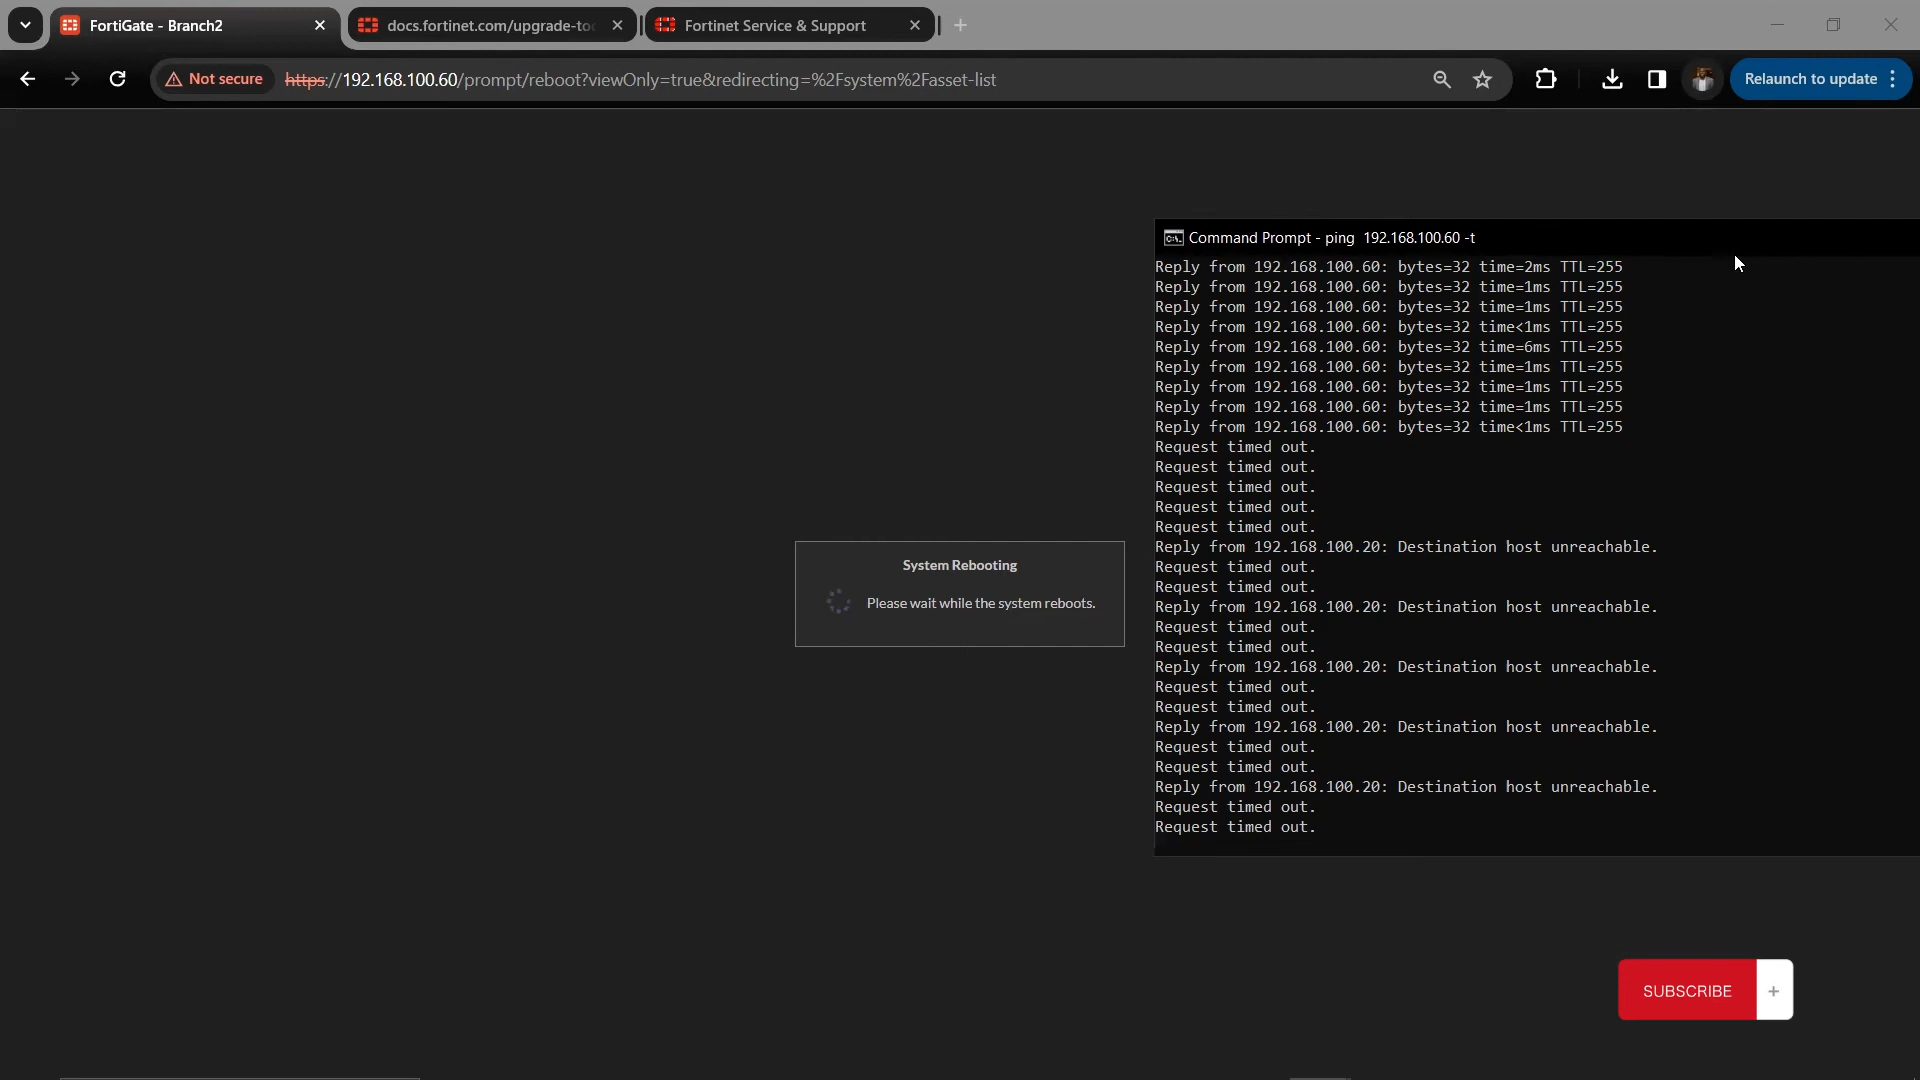 FortiGate - Branch2
docs.fortinet.com/upgrade-too
Fortinet Service & Support
Not secure
https://192.168.100.60/prompt/reboot?viewOnly=true&redirecting=%2Fsystem%2Fasset-list
Relaunch to update
Command Prompt - ping  192.168.100.60 -t
Reply from 192.168.100.60: bytes=32 time=2ms TTL=255
Reply from 192.168.100.60: bytes=32 time=1ms TTL=255
Reply from 192.168.100.60: bytes=32 time=1ms TTL=255
Reply from 192.168.100.60: bytes=32 time<1ms TTL=255
Reply from 192.168.100.60: bytes=32 time=6ms TTL=255
Reply from 192.168.100.60: bytes=32 time=1ms TTL=255
Reply from 192.168.100.60: bytes=32 time=1ms TTL=255
Reply from 192.168.100.60: bytes=32 time=1ms TTL=255
Reply from 192.168.100.60: bytes=32 time<1ms TTL=255
Request timed out.
Request timed out.
Request timed out.
Request timed out.
Request timed out.
Reply from 192.168.100.20: Destination host unreachable.
Request timed out.
Request timed out.
Reply from 192.168.100.20: Destination host unreachable.
Request timed out.
Request timed out.
Reply from 192.168.100.20: Destination host unreachable.
Request timed out.
Request timed out.
Reply from 192.168.100.20: Destination host unreachable.
Request timed out.
Request timed out.
Reply from 192.168.100.20: Destination host unreachable.
Request timed out.
Request timed out.
System Rebooting
Please wait while the system reboots.
SUBSCRIBE +